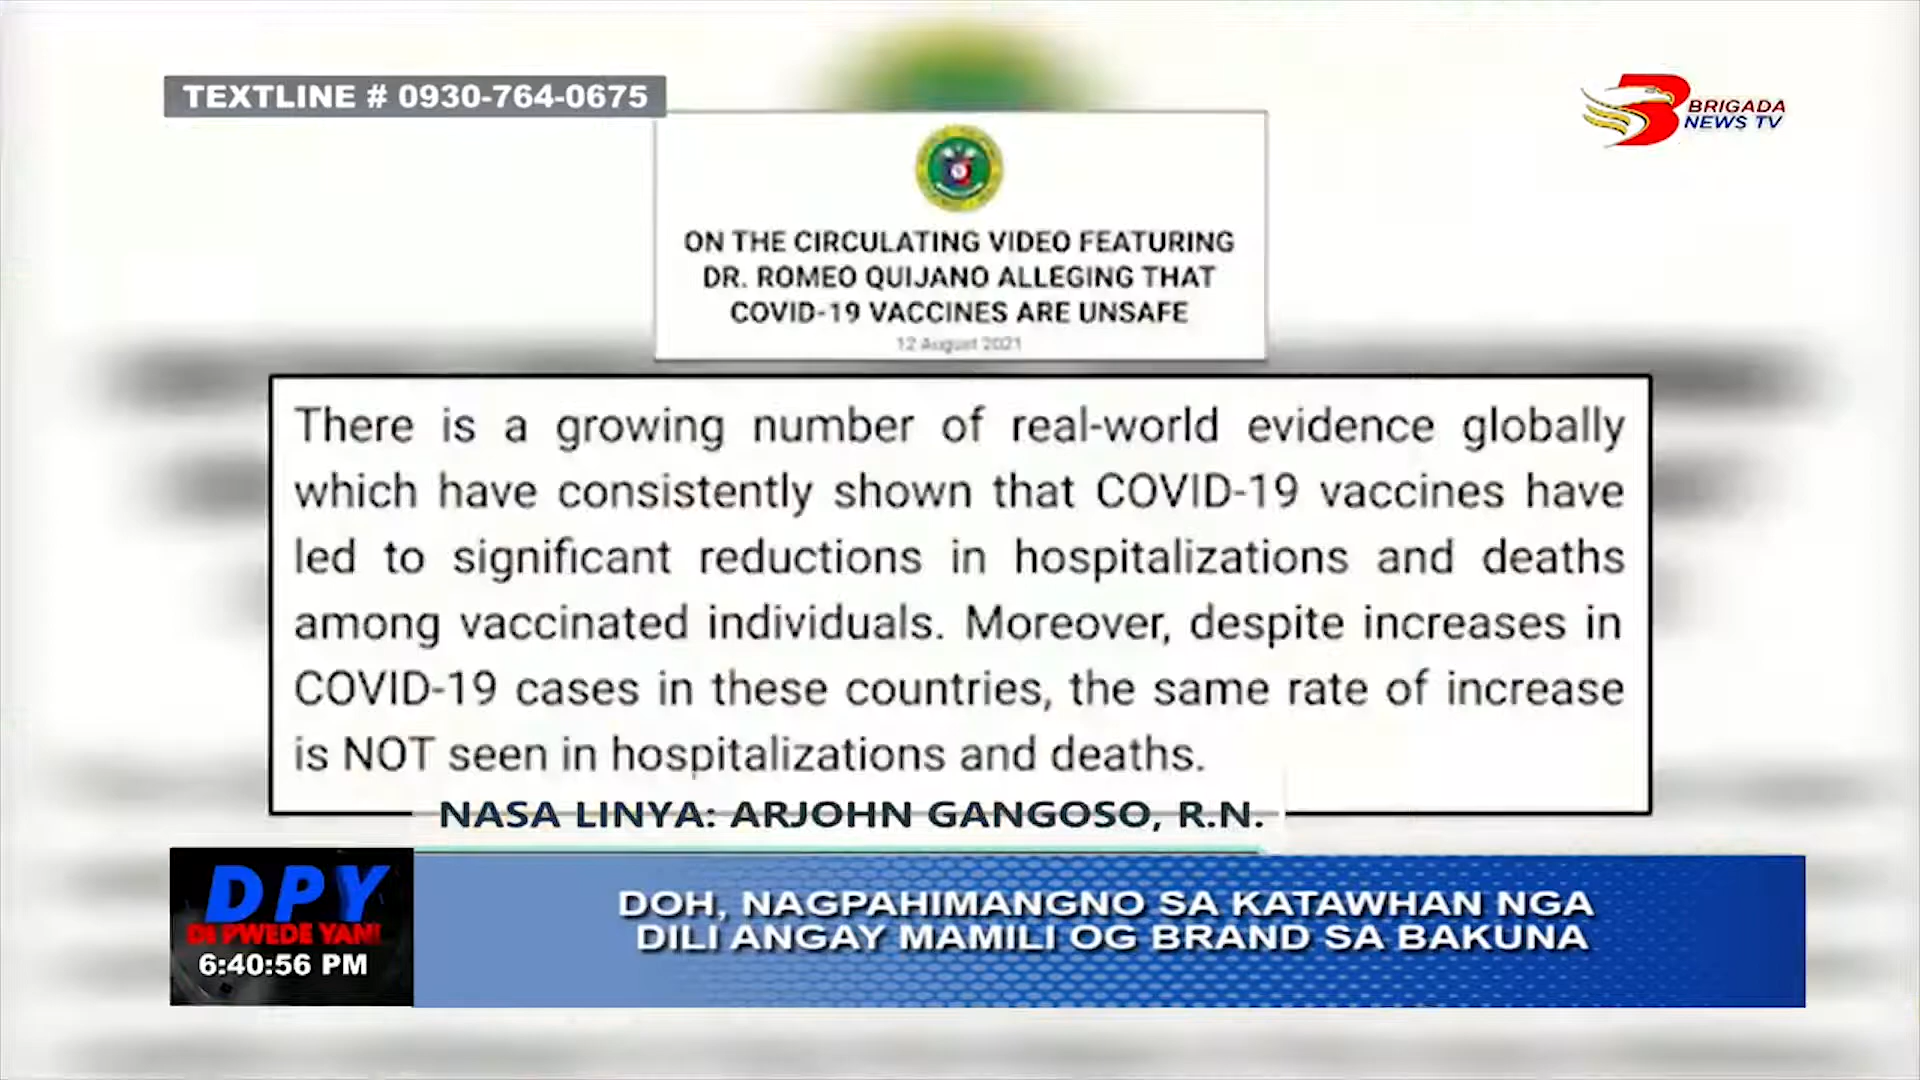 TEXTLINE # 0930-764-0675
BRIGADA
NEWS TV
ON THE CIRCULATING VIDEO FEATURING
DR. ROMEO QUIJANO ALLEGING THAT
COVID-19 VACCINES ARE UNSAFE
12 August 2021
There is a growing number of real-world evidence globally
which have consistently shown that COVID-19 vaccines have
led to significant reductions in hospitalizations and deaths
among vaccinated individuals. Moreover, despite increases in
COVID-19 cases in these countries, the same rate of increase
is NOT seen in hospitalizations and deaths.
NASA LINYA: ARJOHN GANGOSO, R.N.
DPY
DI PWEDE YAN!
6:40:56 PM
DOH, NAGPAHIMANGNO SA KATAWHAN NGA
DILI ANGAY MAMILI OG BRAND SA BAKUNA